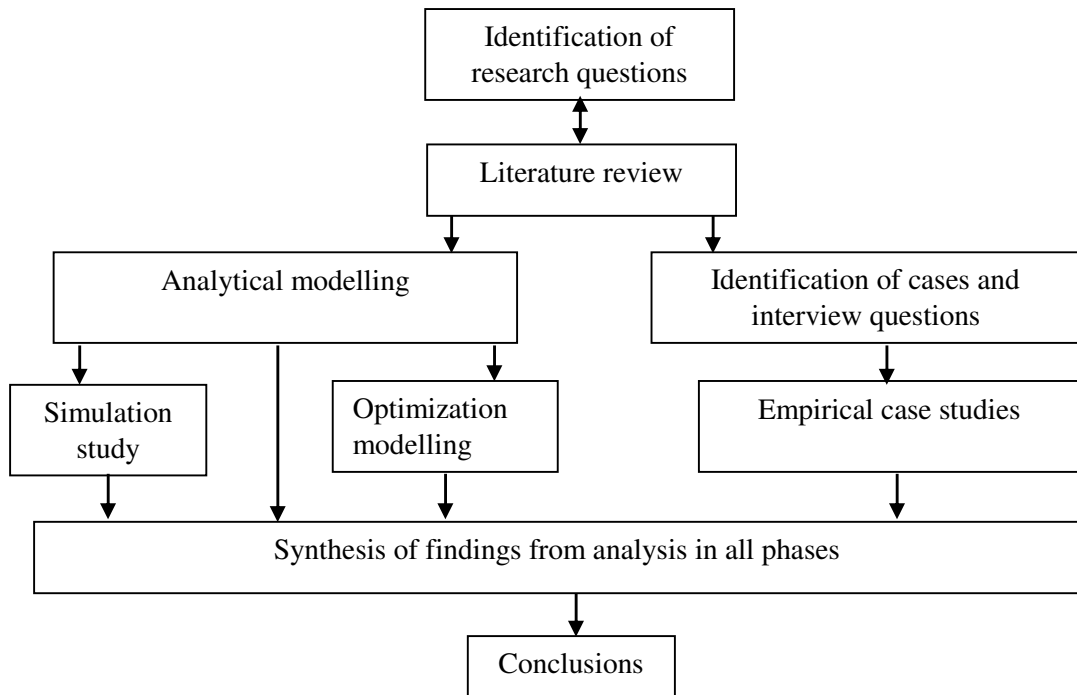 Identification of
research questions
Literature review
Analytical modelling
Identification of cases and
interview questions
Simulation
study
Optimization
modelling
Empirical case studies
Synthesis of findings from analysis in all phases
Conclusions